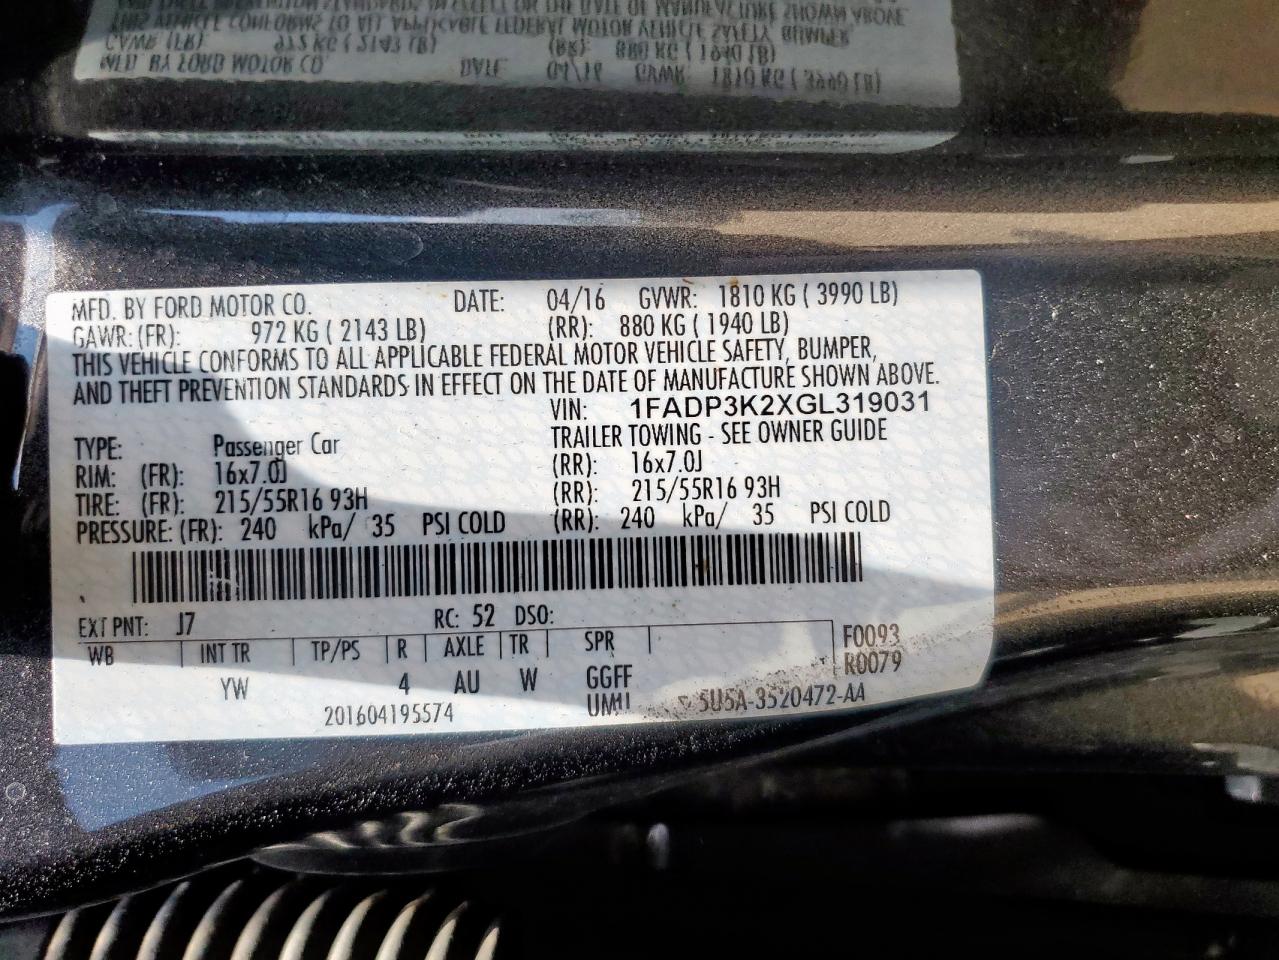 MFD. BY FORD MOTOR CO. DATE: 04/16 GVWR: 1810 KG ( 3990 LB)
GAWR: (FR): 972 KG ( 2143 LB) (RR): 880 KG ( 1940 LB)
THIS VEHICLE CONFORMS TO ALL APPLICABLE FEDERAL MOTOR VEHICLE SAFETY, BUMPER,
AND THEFT PREVENTION STANDARDS IN EFFECT ON THE DATE OF MANUFACTURE SHOWN ABOVE.
VIN: 1FADP3K2XGL319031
TYPE: Passenger Car TRAILER TOWING - SEE OWNER GUIDE
RIM: (FR): 16x7.0J (RR): 16x7.0J
TIRE: (FR): 215/55R16 93H (RR): 215/55R16 93H
PRESSURE: (FR): 240 kPa/ 35 PSI COLD (RR): 240 kPa/ 35 PSI COLD
EXT PNT: J7 RC: 52 DSO:
WB INT TR TP/PS R AXLE TR SPR F0093
R0079
YW 4 AU W GGFF
201604195574 5U5A-3520472-AA